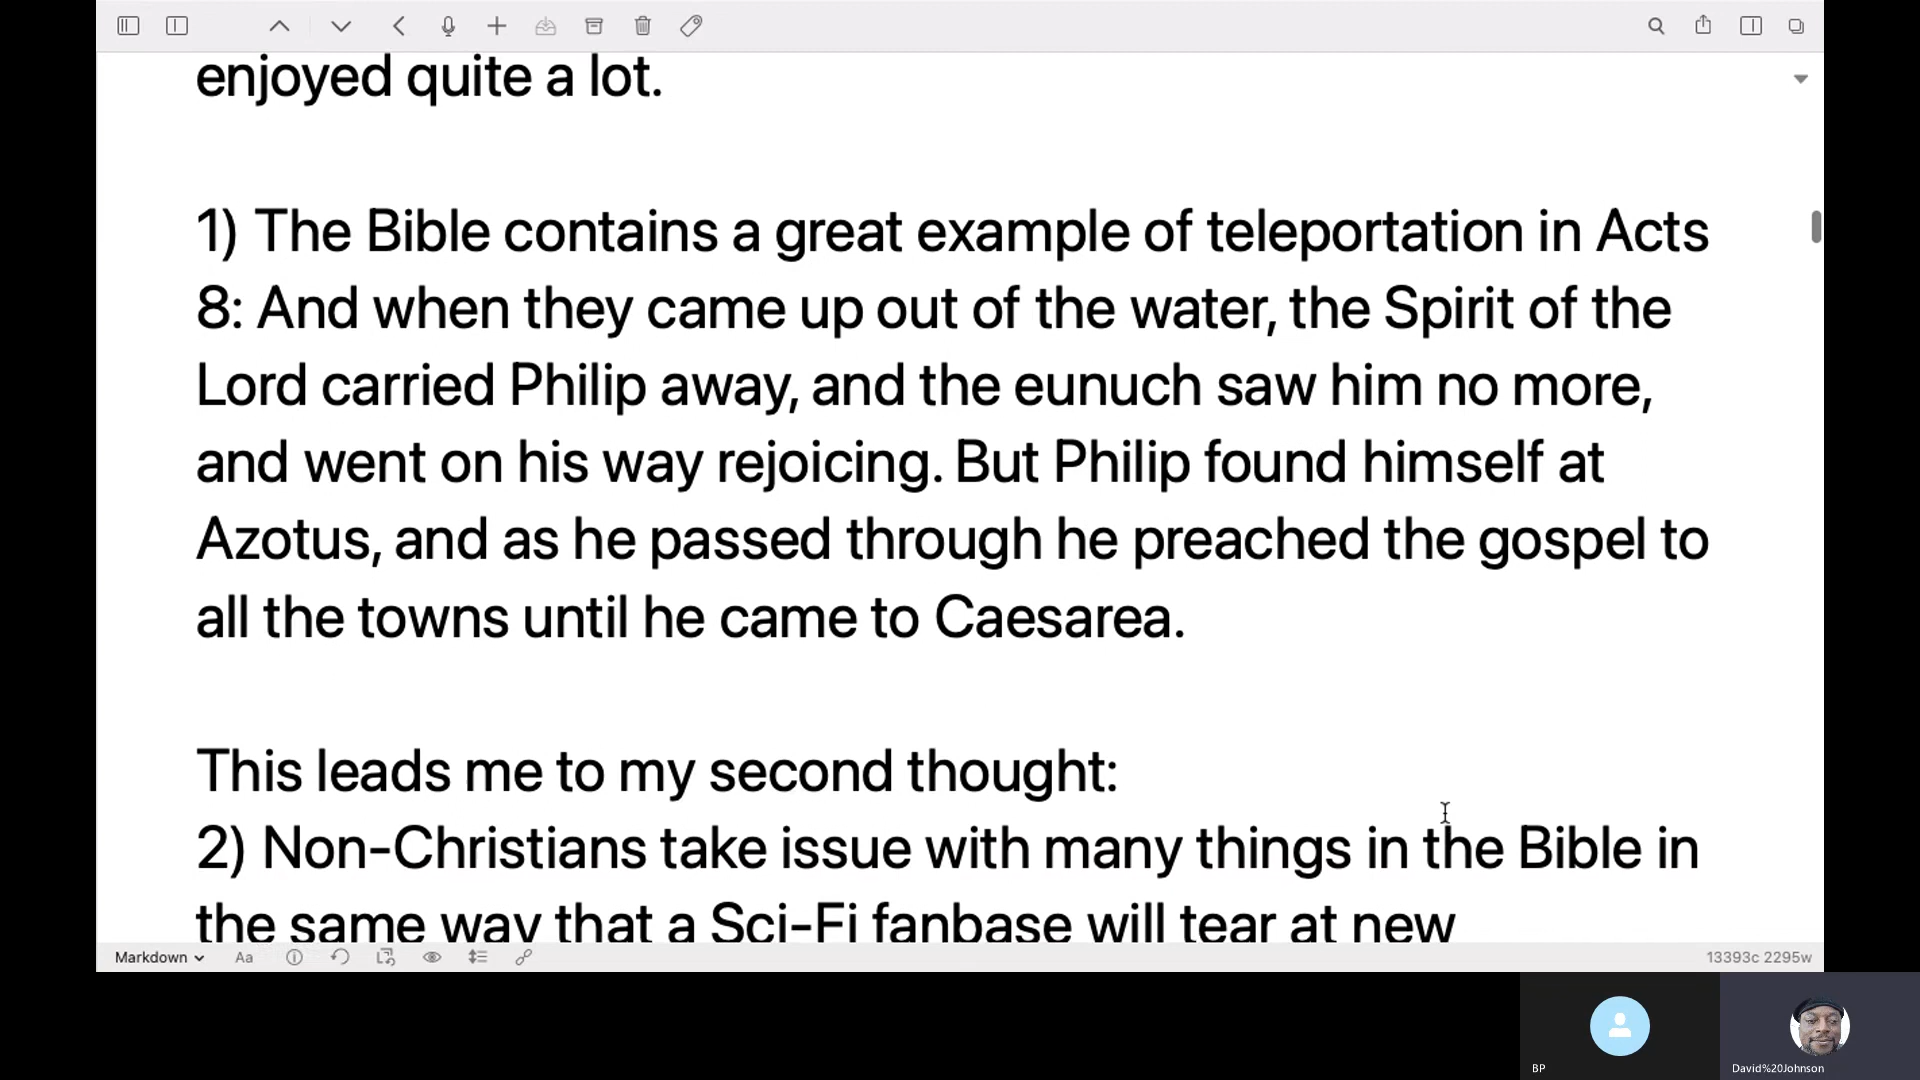 enjoyed quite a lot.
1) The Bible contains a great example of teleportation in Acts
8: And when they came up out of the water, the Spirit of the
Lord carried Philip away, and the eunuch saw him no more,
and went on his way rejoicing. But Philip found himself at
Azotus, and as he passed through he preached the gospel to
all the towns until he came to Caesarea.
This leads me to my second thought:
2) Non-Christians take issue with many things in the Bible in
the same way that a Sci-Fi fanbase will tear at new
Markdown
Aa
13393c 2295w
BP
David%20Johnson